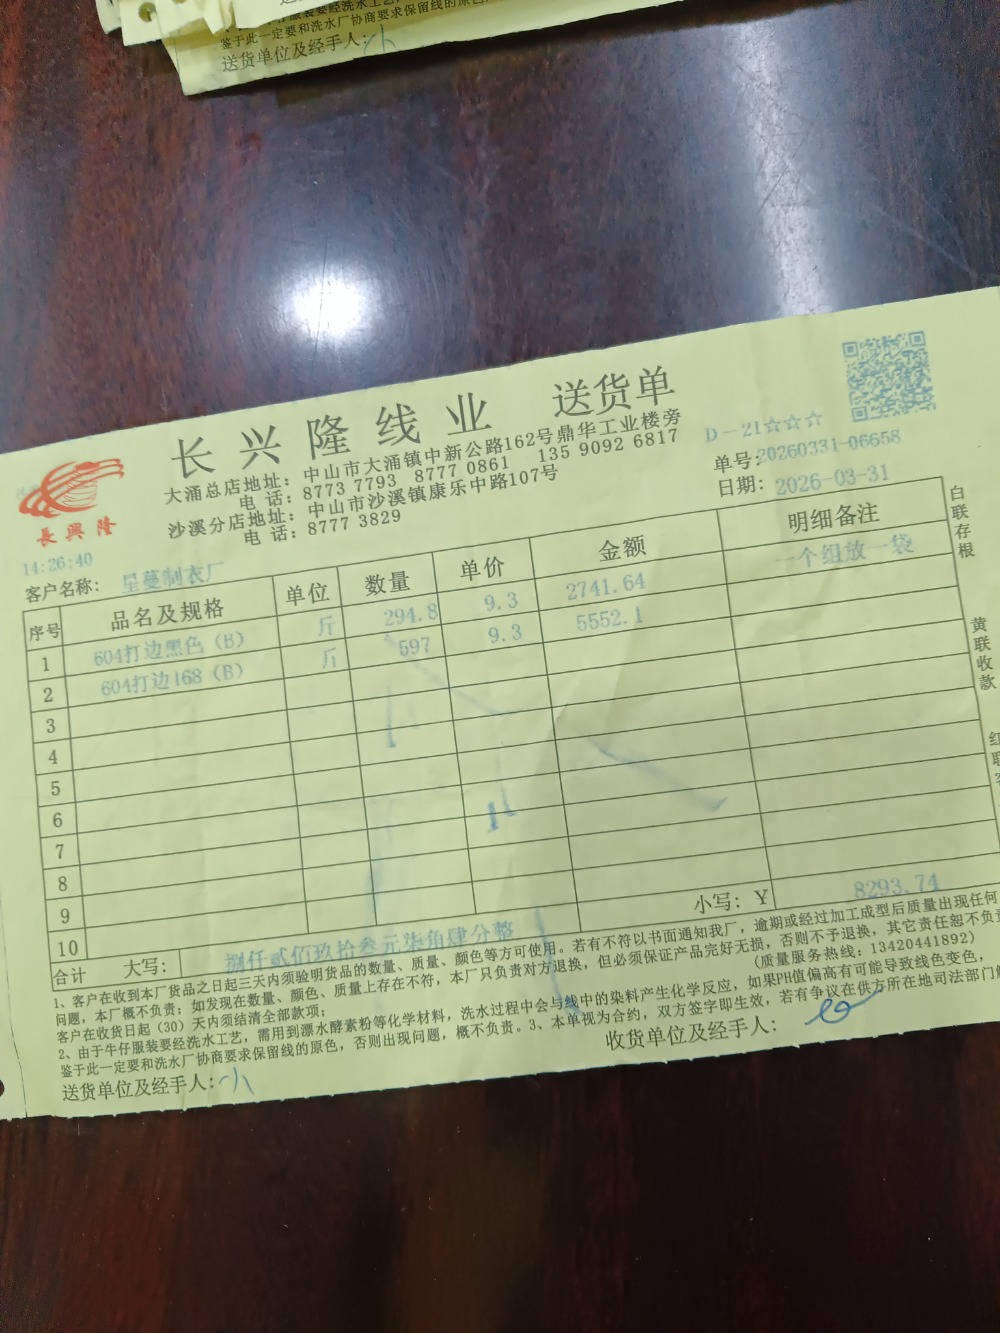 鉴于此一定要和洗水厂协商要求保留线的原色
送货单位及经手人:小
长兴隆线业 送货单
大涌总店地址: 中山市大涌镇中新公路162号鼎华工业楼旁
电 话: 8773 7793 8777 0861 135 9092 6817
沙溪分店地址: 中山市沙溪镇康乐中路107号
电 话: 8777 3829
長興隆
D-21☆☆☆
单号:20260331-06658
日期: 2026-03-31
14:26:40
客户名称: 星蔓制衣厂
序号 品名及规格 单位 数量 单价 金额 明细备注
1 604打边黑色(B) 斤 294.8 9.3 2741.64 一个组放一袋
2 604打边168(B) 斤 597 9.3 5552.1
3
4
5
6
7
8
9
10
小写: ¥ 8293.74
合计 大写: 捌仟贰佰玖拾叁元柒角肆分整
1、客户在收到本厂货品之日起三天内须验明货品的数量、质量、颜色等方可使用。若有不符以书面通知我厂,逾期或经过加工成型后质量出现任何
问题,本厂概不负责;如发现在数量、颜色、质量上存在不符,本厂只负责对方退换,但必须保证产品完好无损,否则不予退换,其它责任恕不负责
客户在收货日起(30)天内须结清全部款项; (质量服务热线: 13420441892)
2、由于牛仔服装要经洗水工艺,需用到漂水酵素粉等化学材料,洗水过程中会与线中的染料产生化学反应,如果PH值偏高有可能导致线色变色,
鉴于此一定要和洗水厂协商要求保留线的原色,否则出现问题,概不负责。3、本单视为合约,双方签字即生效,若有争议在供方所在地司法部门解
送货单位及经手人:小 收货单位及经手人:
白联存根
黄联收款
红联客